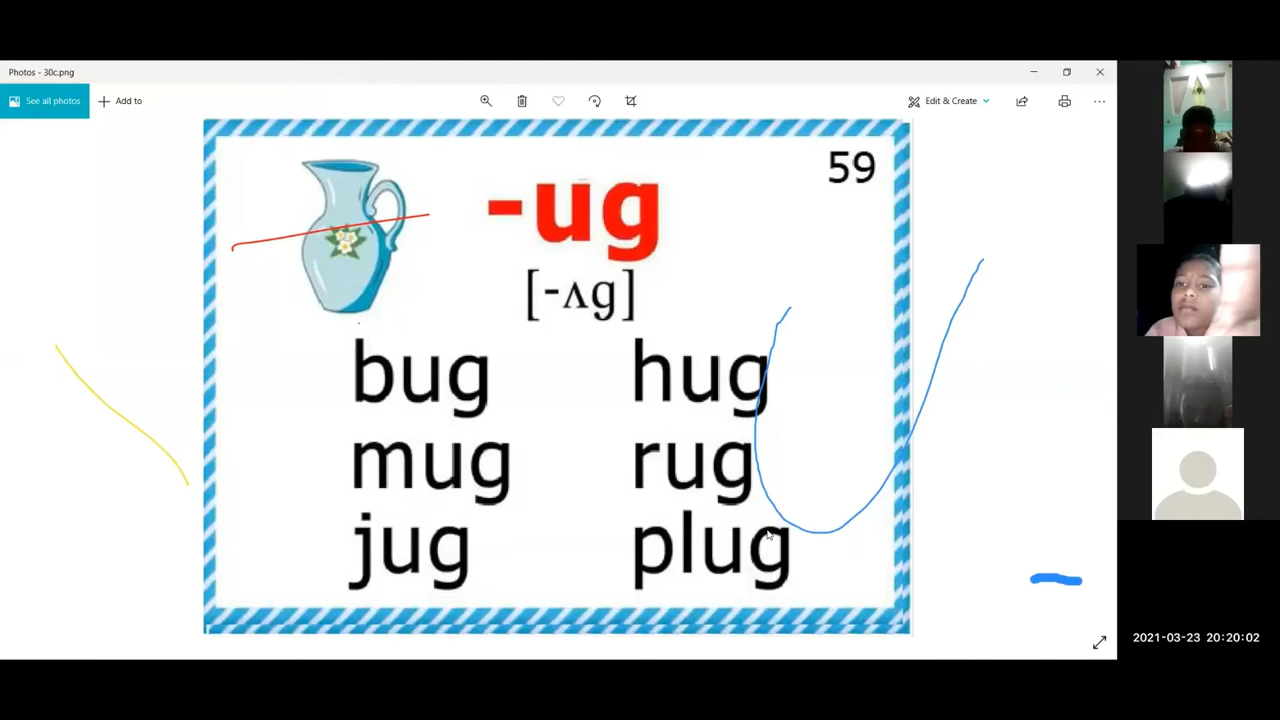 Photos - 30c.png
See all photos
Add to
Edit & Create
59
-ug
[-ʌg]
bug hug
mug rug
jug plug
2021-03-23 20:20:02